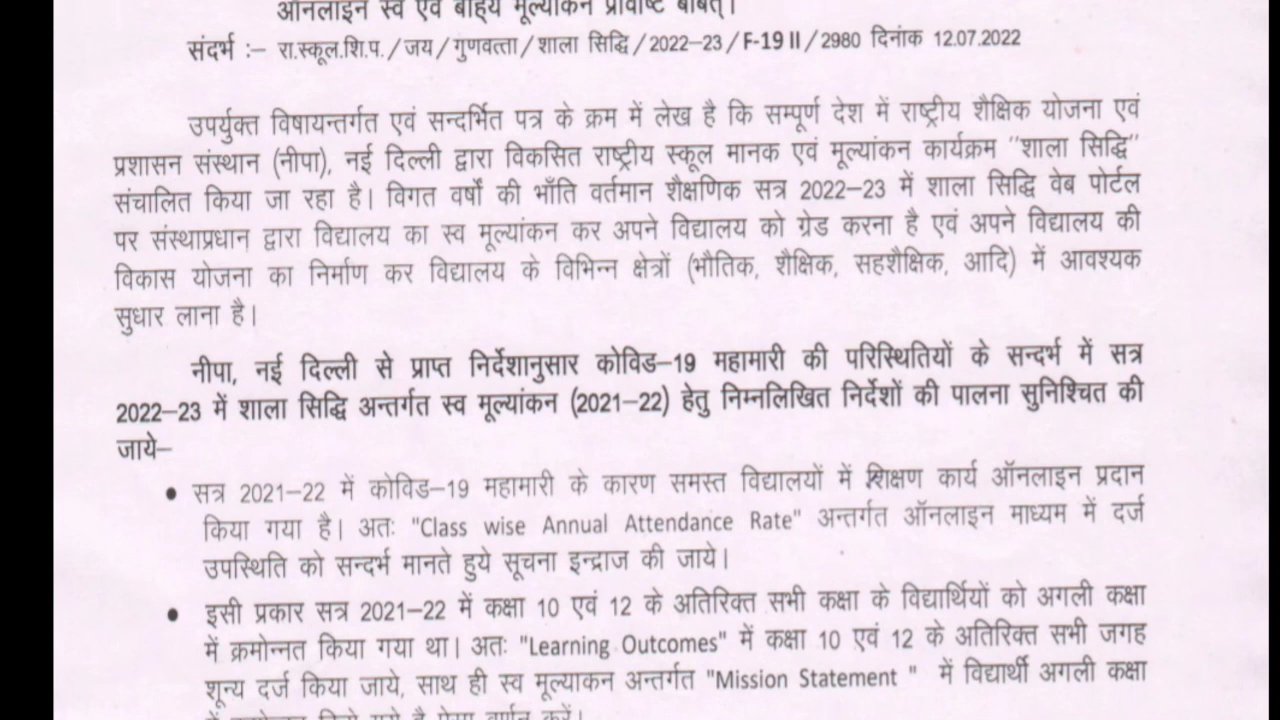 ऑनलाइन स्व एवं बाह्य मूल्यांकन प्रविष्टि बाबत्।
संदर्भ :– रा.स्कूल.शि.प./जय/गुणवत्ता/शाला सिद्धि/2022–23/F-19 II/2980 दिनांक 12.07.2022
उपर्युक्त विषायन्तर्गत एवं सन्दर्भित पत्र के क्रम में लेख है कि सम्पूर्ण देश में राष्ट्रीय शैक्षिक योजना एवं
प्रशासन संस्थान (नीपा), नई दिल्ली द्वारा विकसित राष्ट्रीय स्कूल मानक एवं मूल्यांकन कार्यक्रम "शाला सिद्धि"
संचालित किया जा रहा है। विगत वर्षों की भाँति वर्तमान शैक्षणिक सत्र 2022–23 में शाला सिद्धि वेब पोर्टल
पर संस्थाप्रधान द्वारा विद्यालय का स्व मूल्यांकन कर अपने विद्यालय को ग्रेड करना है एवं अपने विद्यालय की
विकास योजना का निर्माण कर विद्यालय के विभिन्न क्षेत्रों (भौतिक, शैक्षिक, सहशैक्षिक, आदि) में आवश्यक
सुधार लाना है।
नीपा, नई दिल्ली से प्राप्त निर्देशानुसार कोविड–19 महामारी की परिस्थितियों के सन्दर्भ में सत्र
2022–23 में शाला सिद्धि अन्तर्गत स्व मूल्यांकन (2021–22) हेतु निम्नलिखित निर्देशों की पालना सुनिश्चित की
जाये–
• सत्र 2021–22 में कोविड–19 महामारी के कारण समस्त विद्यालयों में शिक्षण कार्य ऑनलाइन प्रदान
किया गया है। अतः "Class wise Annual Attendance Rate" अन्तर्गत ऑनलाइन माध्यम में दर्ज
उपस्थिति को सन्दर्भ मानते हुये सूचना इन्द्राज की जाये।
• इसी प्रकार सत्र 2021–22 में कक्षा 10 एवं 12 के अतिरिक्त सभी कक्षा के विद्यार्थियों को अगली कक्षा
में क्रमोन्नत किया गया था। अतः "Learning Outcomes" में कक्षा 10 एवं 12 के अतिरिक्त सभी जगह
शून्य दर्ज किया जाये, साथ ही स्व मूल्याकन अन्तर्गत "Mission Statement " में विद्यार्थी अगली कक्षा